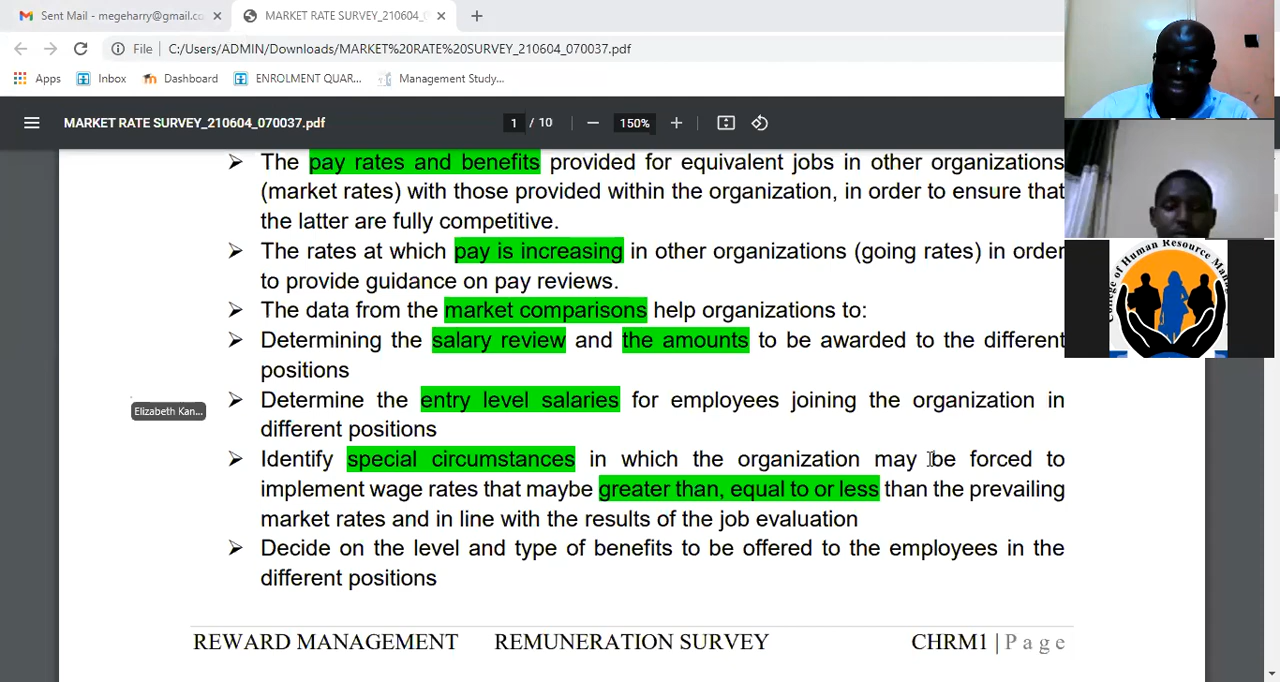 Sent Mail - megeharry@gmail.co
MARKET RATE SURVEY_210604_0
File
C:/Users/ADMIN/Downloads/MARKET%20RATE%20SURVEY_210604_070037.pdf
Apps
Inbox
Dashboard
ENROLMENT QUAR...
Management Study...
MARKET RATE SURVEY_210604_070037.pdf
1 / 10
150%
➢ The pay rates and benefits provided for equivalent jobs in other organizations
(market rates) with those provided within the organization, in order to ensure that
the latter are fully competitive.
➢ The rates at which pay is increasing in other organizations (going rates) in order
to provide guidance on pay reviews.
➢ The data from the market comparisons help organizations to:
➢ Determining the salary review and the amounts to be awarded to the different
positions
➢ Determine the entry level salaries for employees joining the organization in
different positions
Elizabeth Kan...
➢ Identify special circumstances in which the organization may be forced to
implement wage rates that maybe greater than, equal to or less than the prevailing
market rates and in line with the results of the job evaluation
➢ Decide on the level and type of benefits to be offered to the employees in the
different positions
REWARD MANAGEMENT REMUNERATION SURVEY CHRM1 | P a g e
College of Human Resource Mana